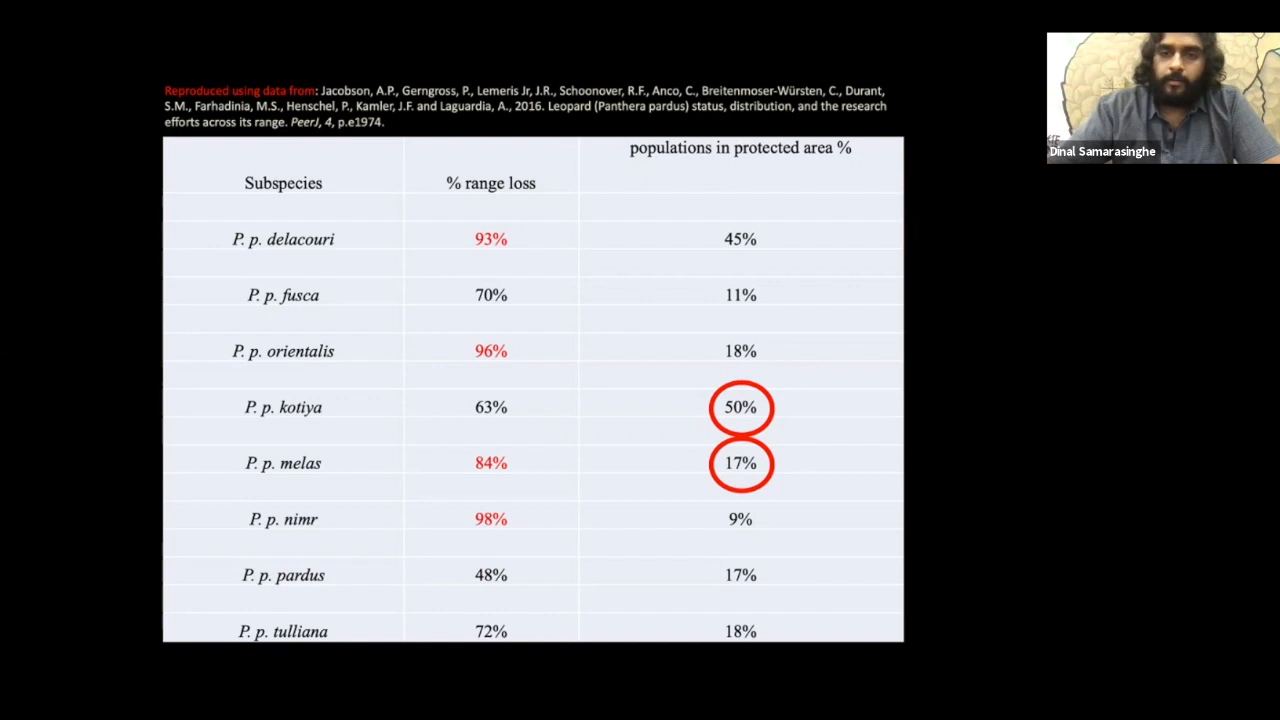 Reproduced using data from: Jacobson, A.P., Gerngross, P., Lemeris Jr, J.R., Schoonover, R.F., Anco, C., Breitenmoser-Würsten, C., Durant,
S.M., Farhadinia, M.S., Henschel, P., Kamler, J.F. and Laguardia, A., 2016. Leopard (Panthera pardus) status, distribution, and the research
efforts across its range. PeerJ, 4, p.e1974.
Dinal Samarasinghe
populations in protected area %
Subspecies % range loss
P. p. delacouri 93% 45%
P. p. fusca 70% 11%
P. p. orientalis 96% 18%
P. p. kotiya 63% 50%
P. p. melas 84% 17%
P. p. nimr 98% 9%
P. p. pardus 48% 17%
P. p. tulliana 72% 18%